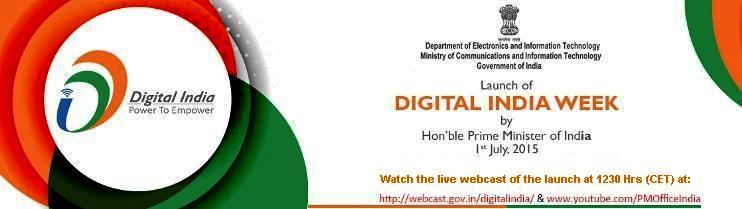 Digital India
Power To Empower
Department of Electronics and Information Technology
Ministry of Communications and Information Technology
Government of India
Launch of
DIGITAL INDIA WEEK
by
Hon'ble Prime Minister of India
1st July, 2015
Watch the live webcast of the launch at 1230 Hrs (CET) at:
http://webcast.gov.in/digitalindia/ & www.youtube.com/PMOfficeIndia